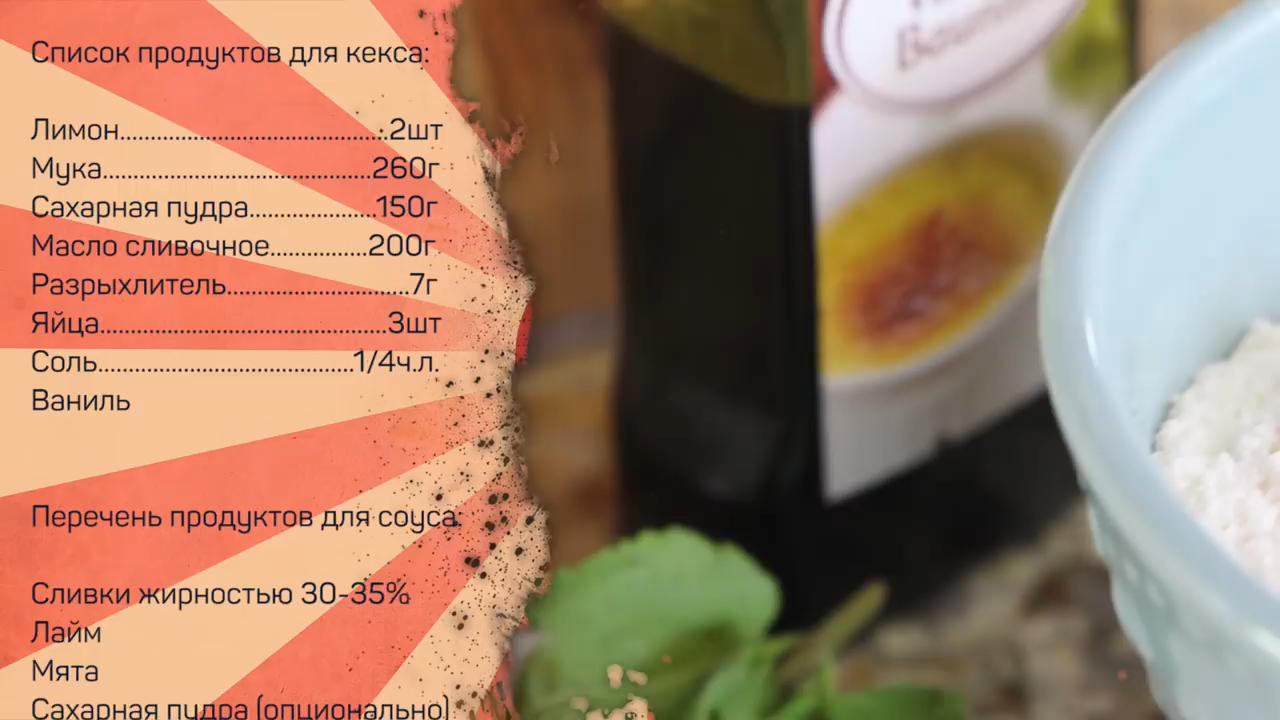 Список продуктов для кекса:
Лимон.................................2шт
Мука.................................260г
Сахарная пудра................150г
Масло сливочное............200г
Разрыхлитель.......................7г
Яйца....................................3шт
Соль................................1/4ч.л.
Ваниль
Перечень продуктов для соуса:
Сливки жирностью 30-35%
Лайм
Мята
Сахарная пудра (опционально)